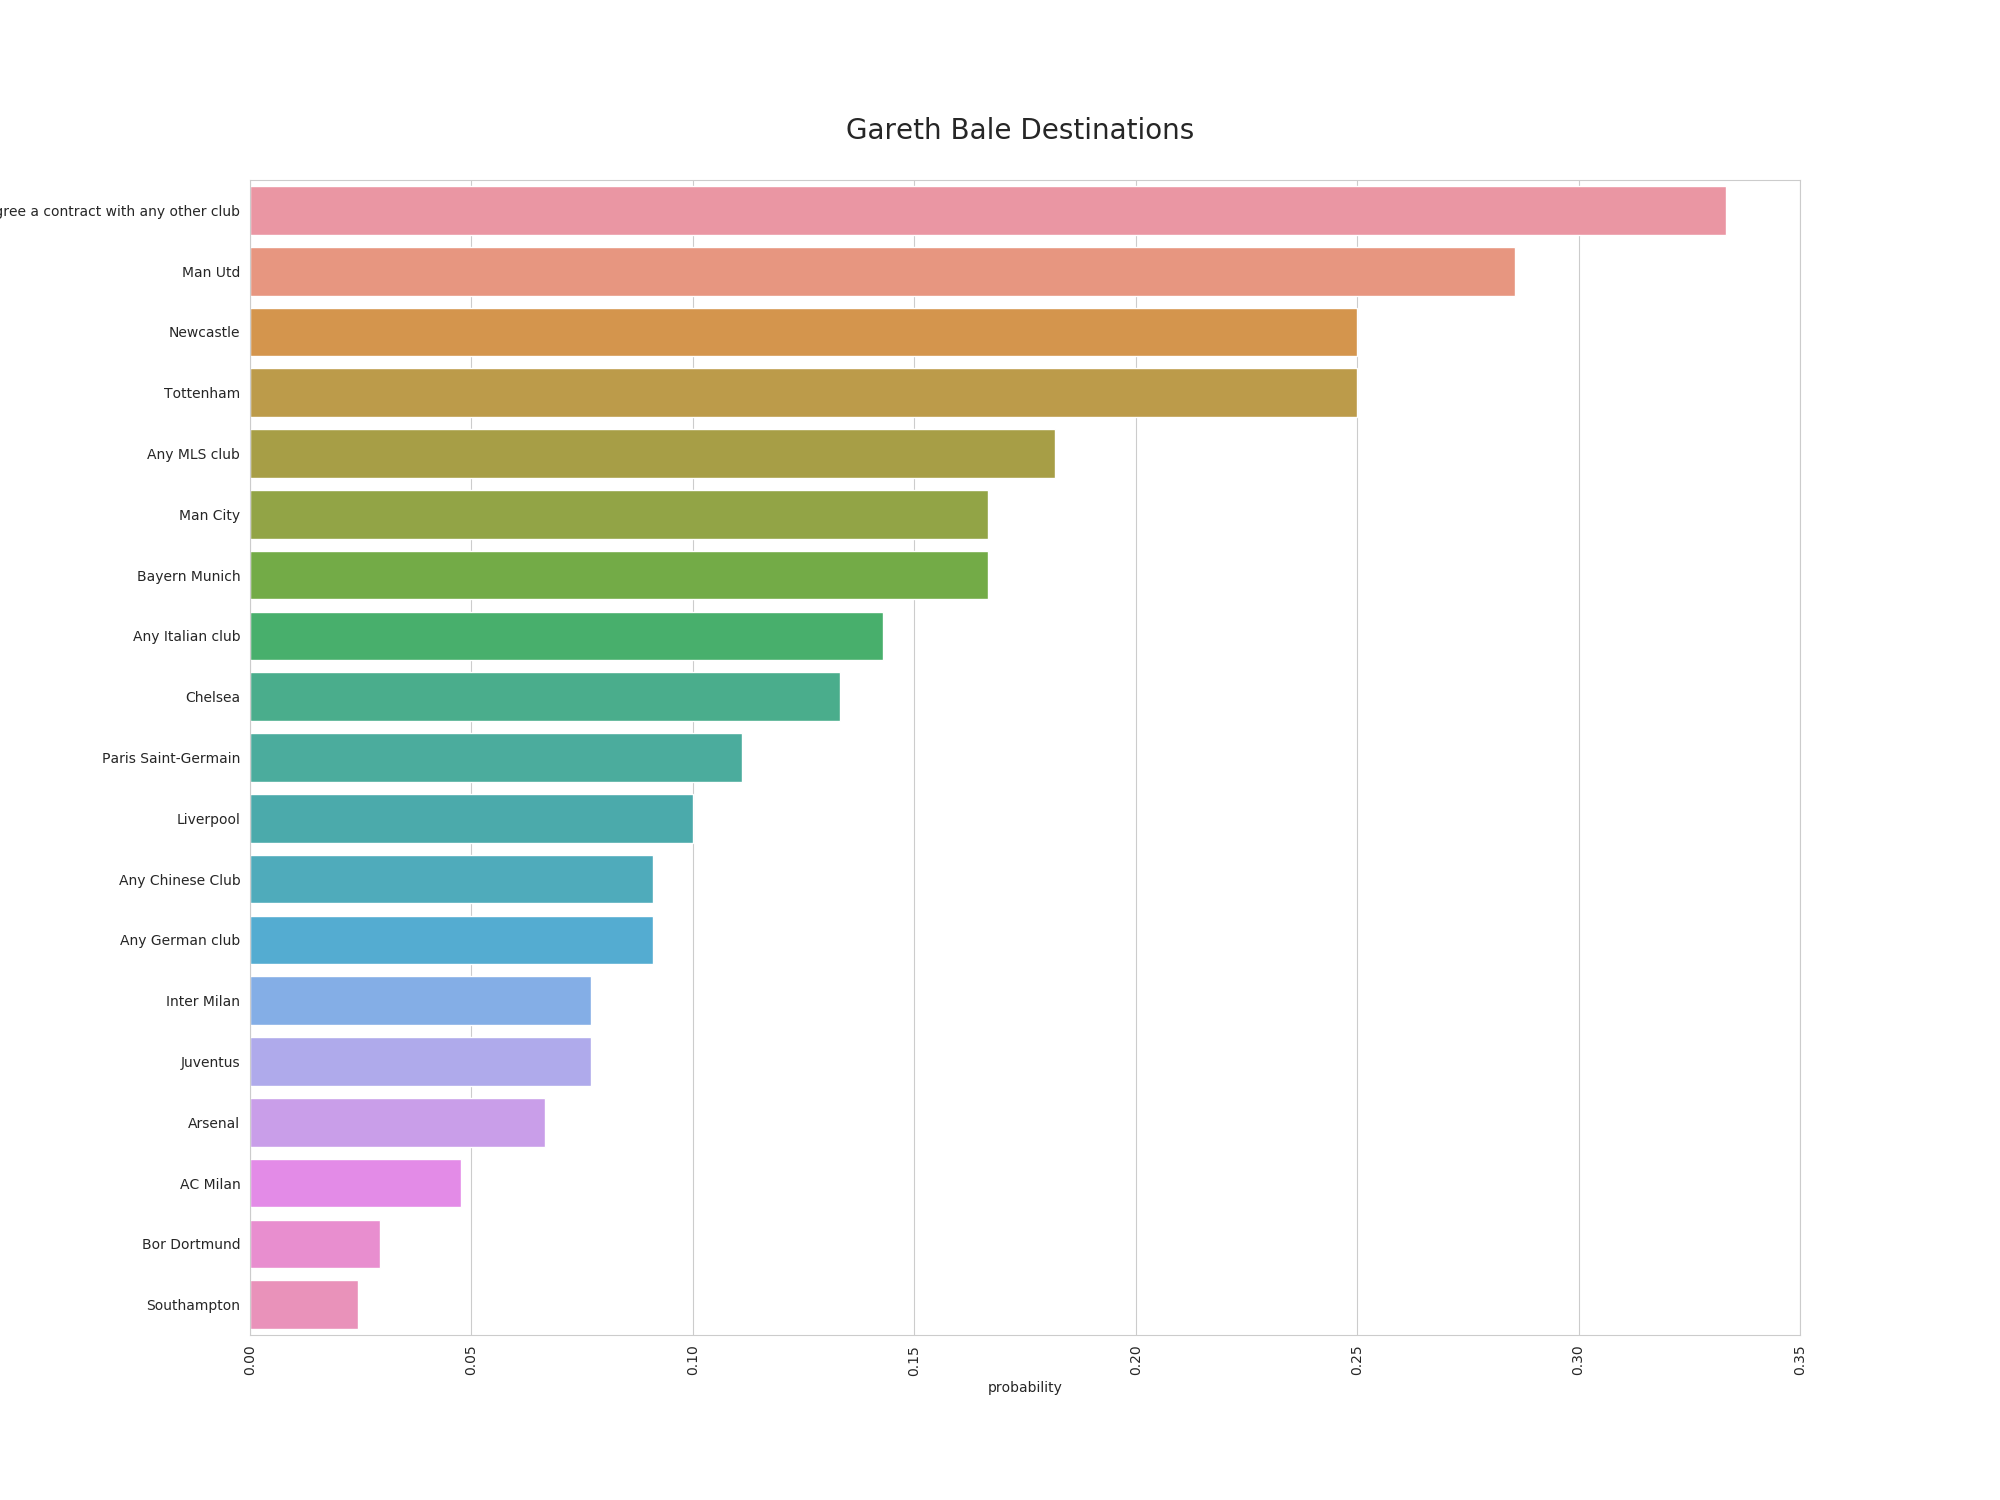 Gareth Bale Destinations
a contract with any other club
Man Utd
Newcastle
Tottenham
Any MLS club
Man City
Bayern Munich
Any Italian club
Chelsea
Paris Saint-Germain
Liverpool
Any Chinese Club
Any German club
Inter Milan
Juventus
Arsenal
AC Milan
Bor Dortmund
Southampton
0.00
0.05
0.10
0.15
0.20
0.25
0.30
0.35
probability